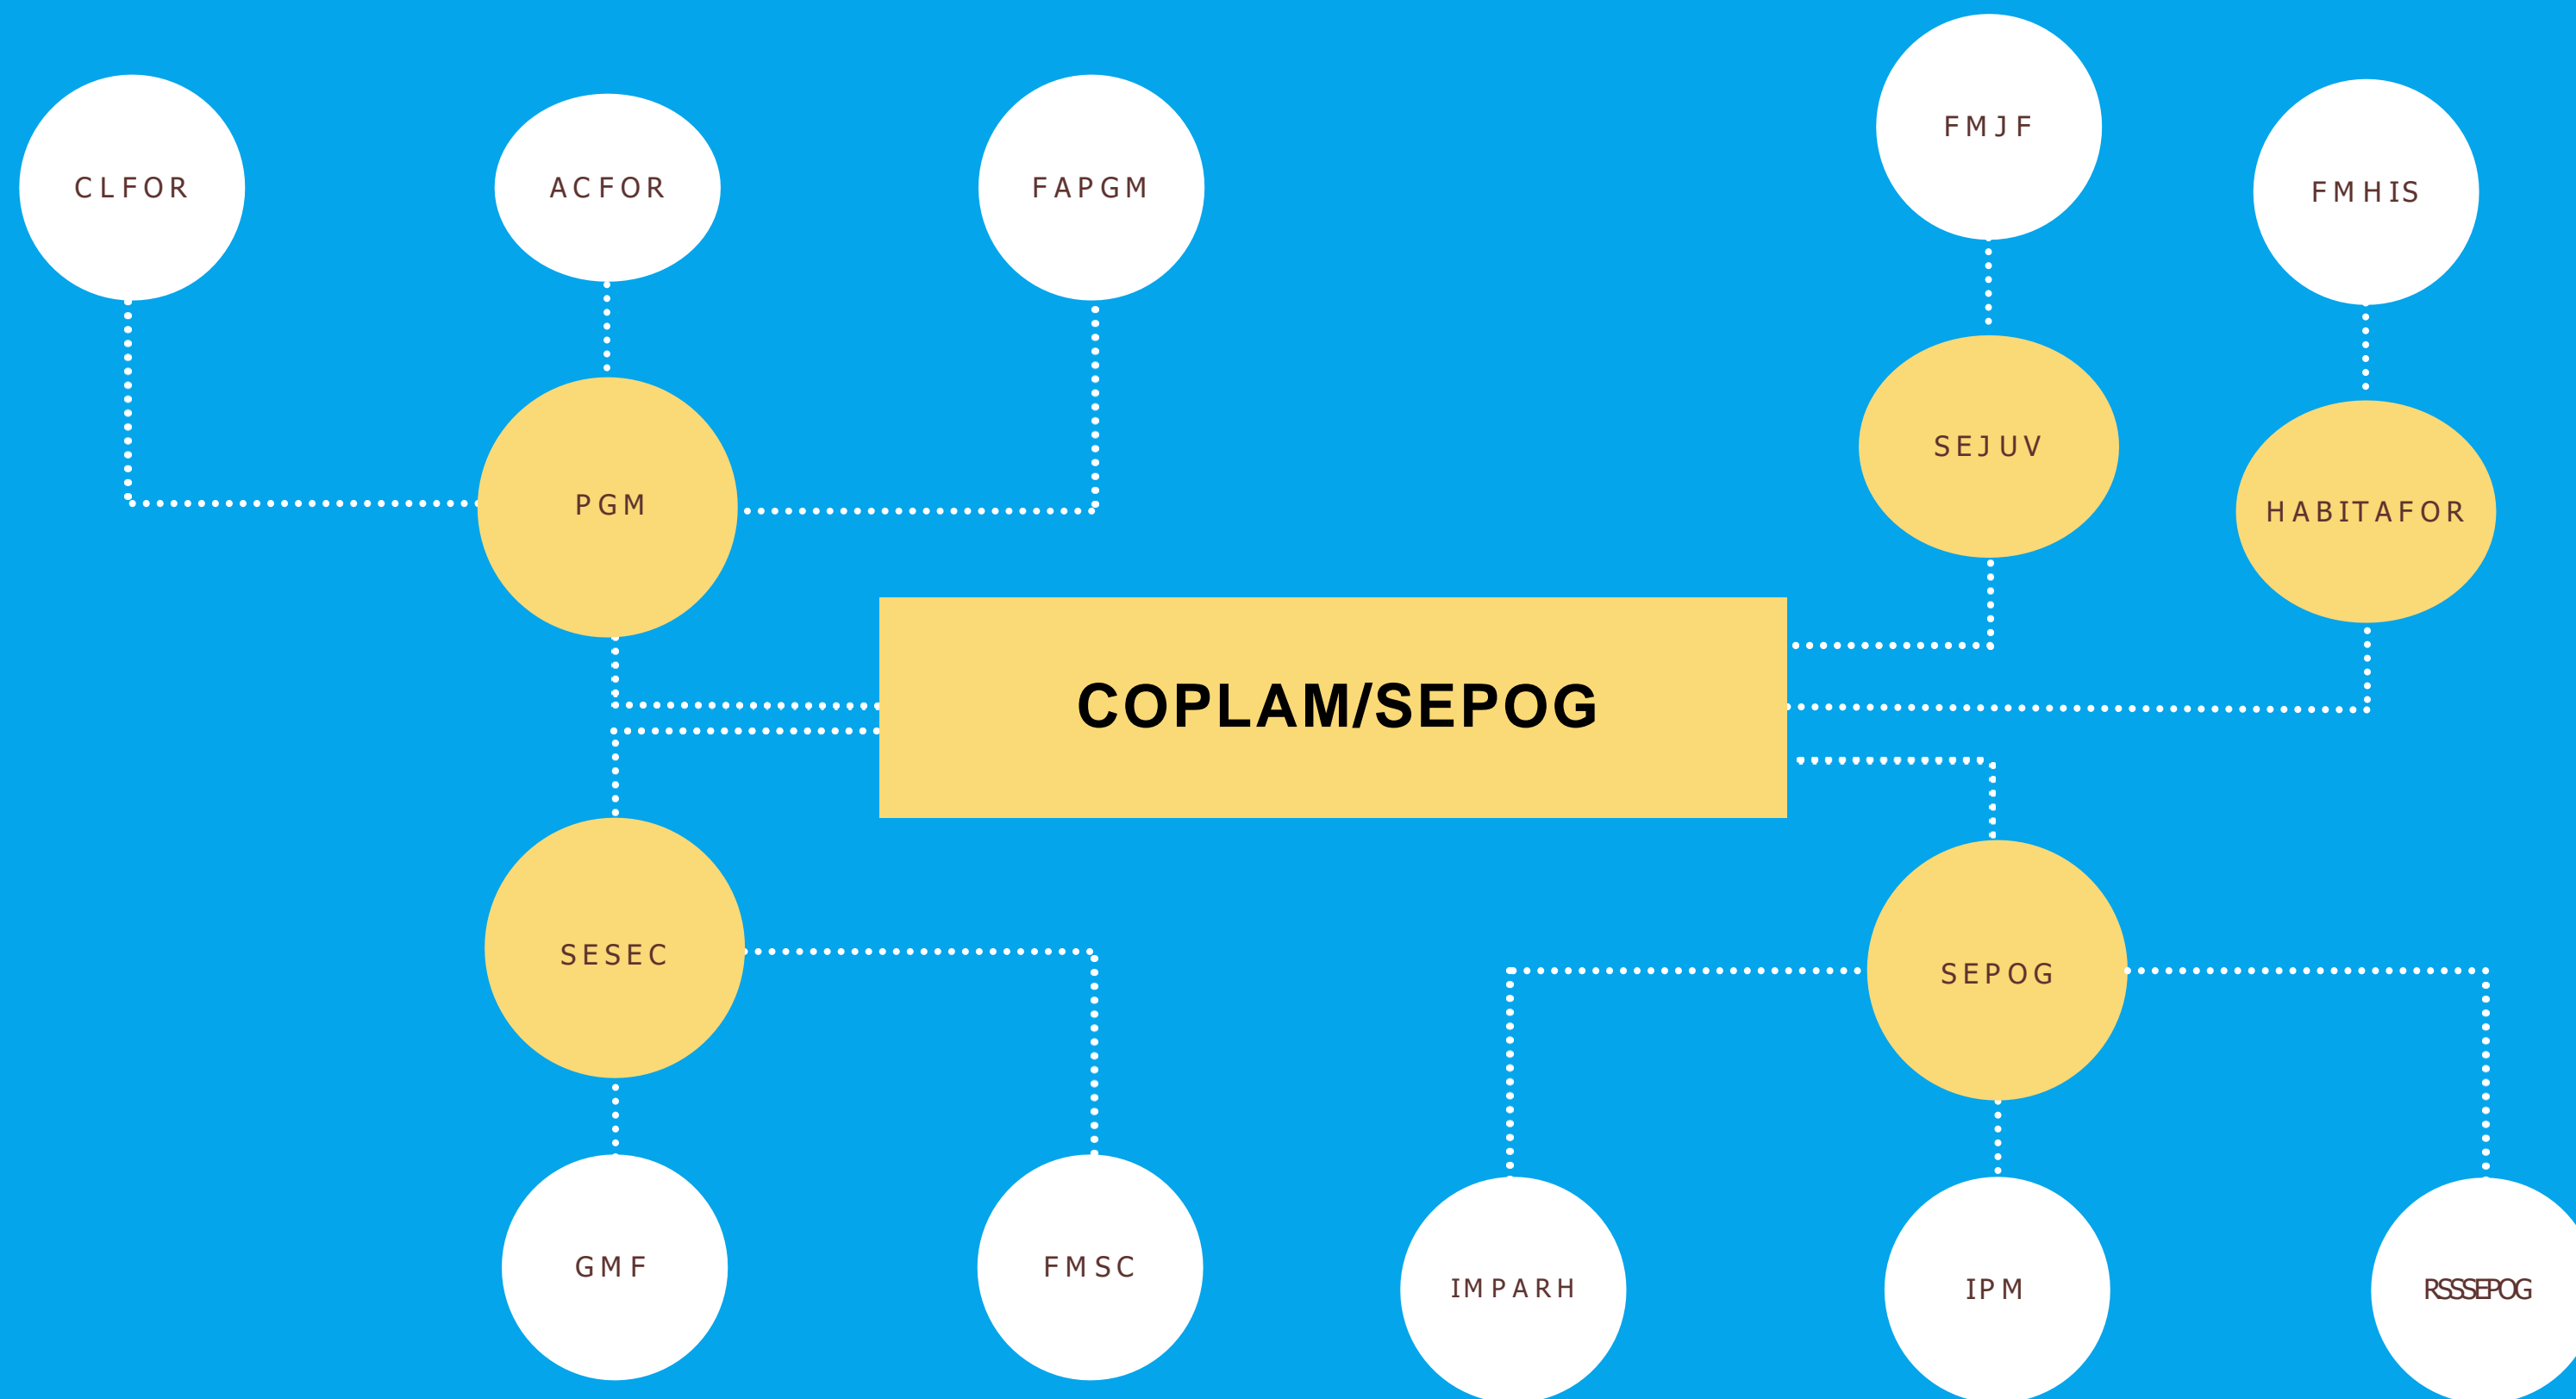 FMJF
CLFOR
ACFOR
FAPGM
FMHIS
SEJUV
PGM
HABITAFOR
COPLAM/SEPOG
SESEC
SEPOG
GMF
FMSC
IMPARH
IPM
RSSSEPOG